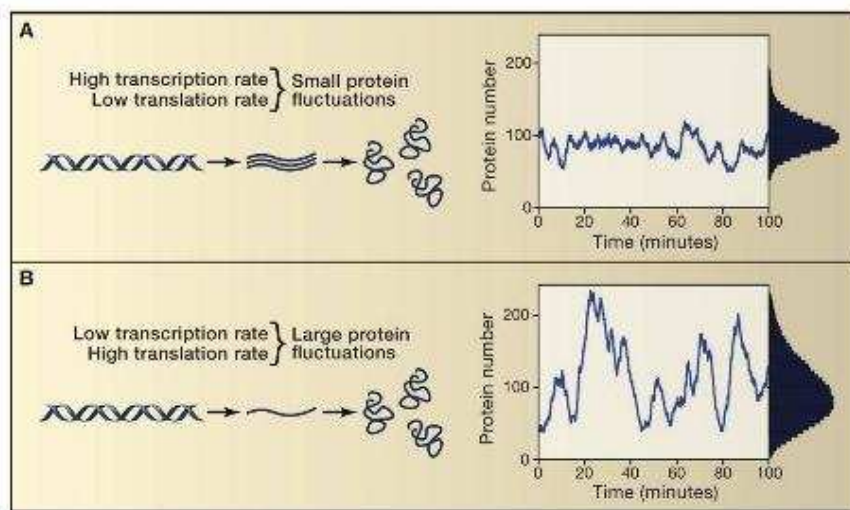 A
High transcription rate
Low translation rate
Small protein
fluctuations
Protein number
200
100
0
0 20 40 60 80 100
Time (minutes)
B
Low transcription rate
High translation rate
Large protein
fluctuations
Protein number
200
100
0
0 20 40 60 80 100
Time (minutes)